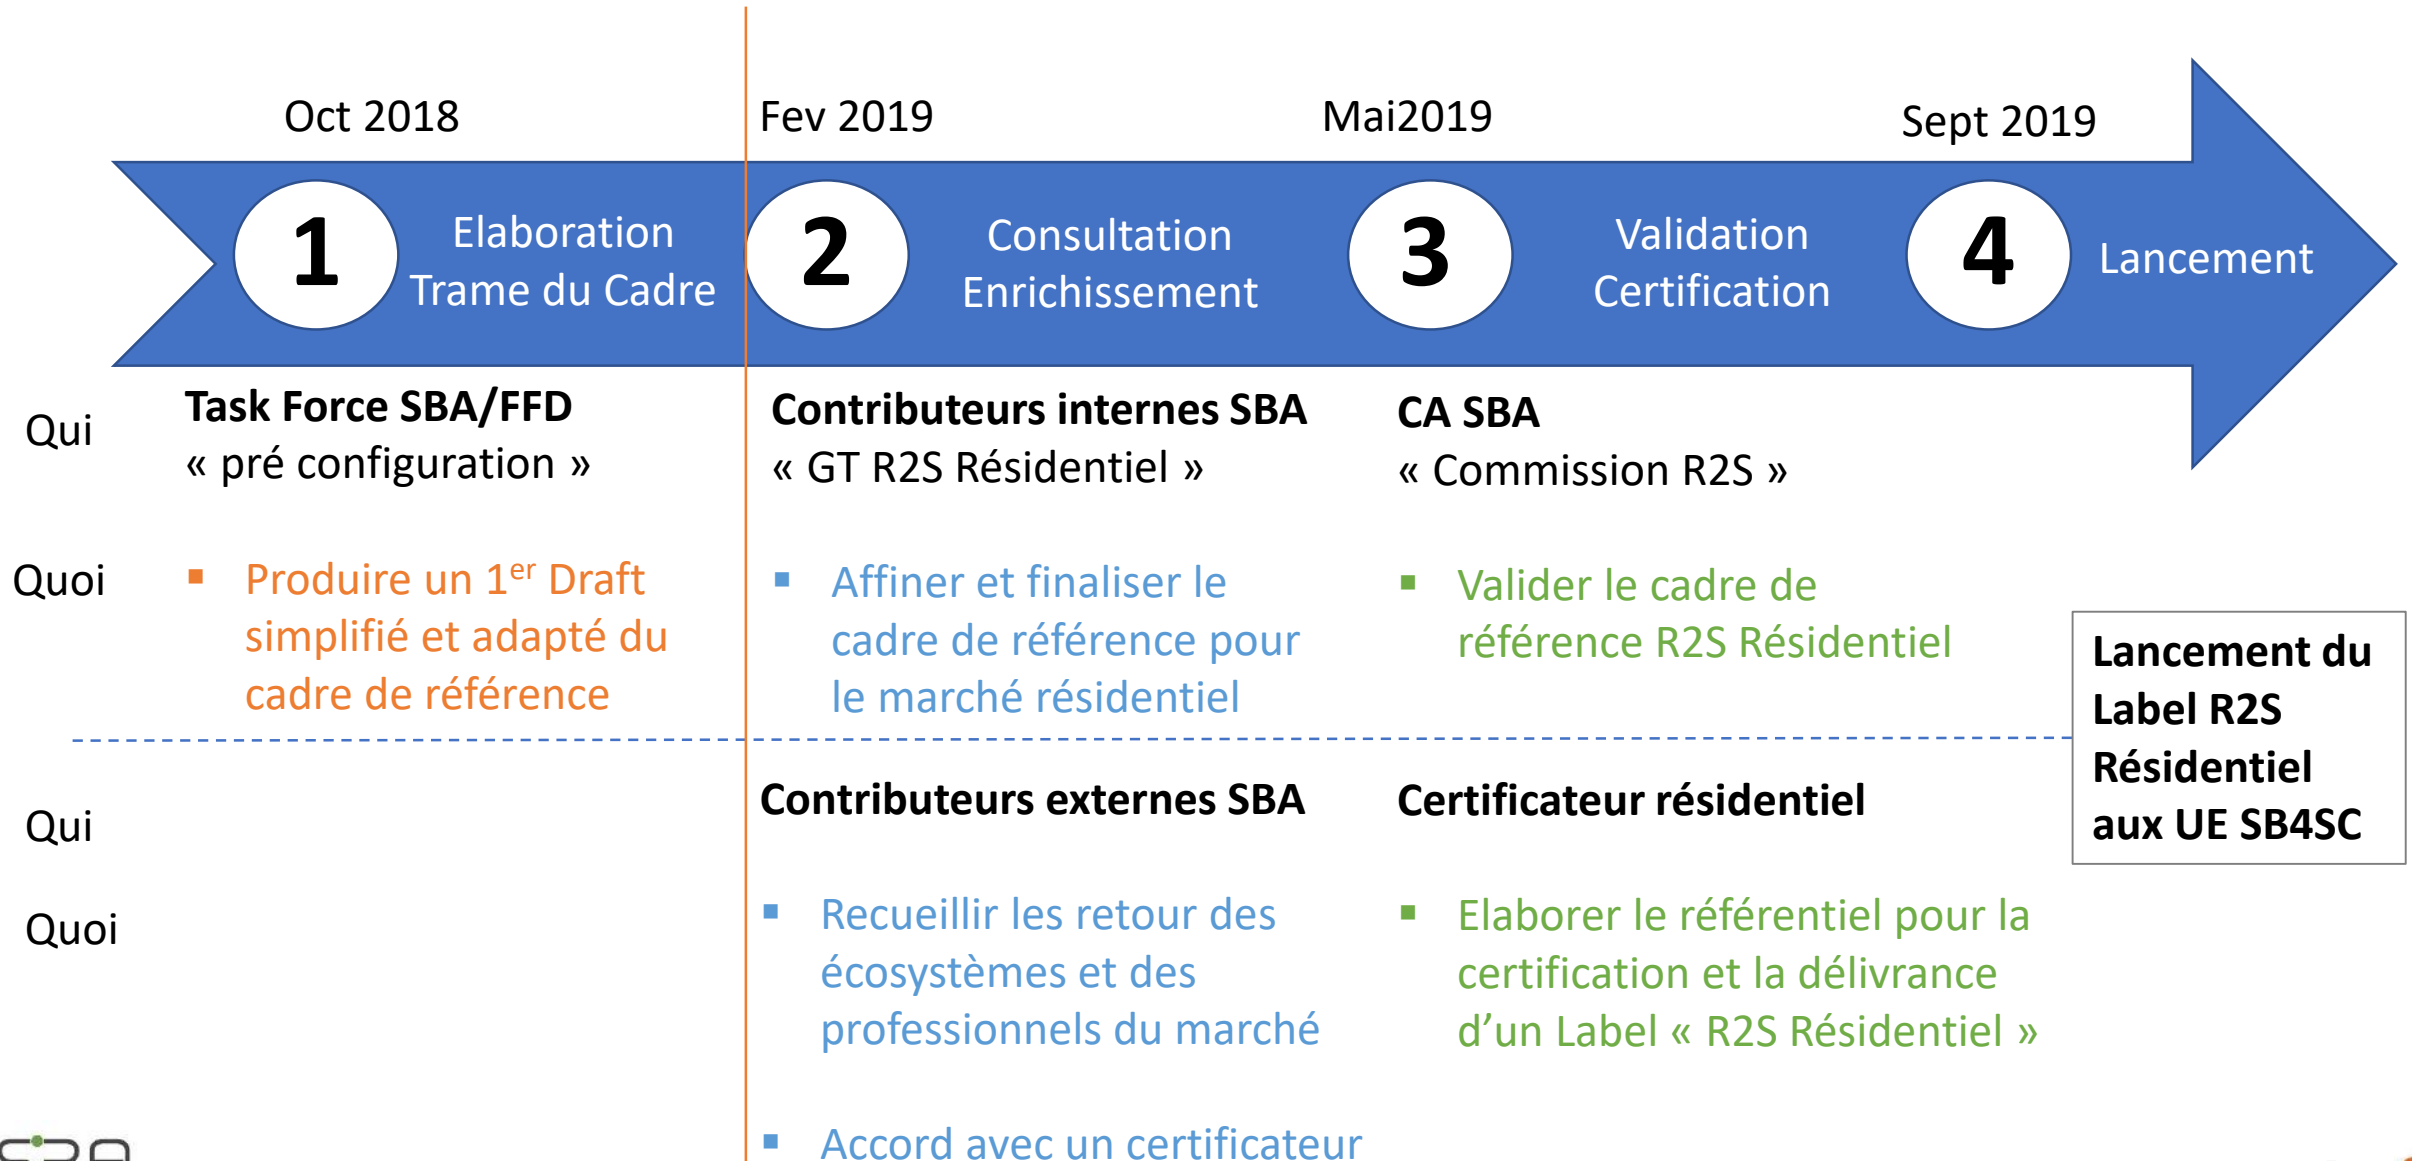 Oct 2018
Fev 2019
Mai2019
Sept 2019
1
Elaboration
Trame du Cadre
2
Consultation
Enrichissement
3
Validation
Certification
4
Lancement
Qui
Task Force SBA/FFD
« pré configuration »
Contributeurs internes SBA
« GT R2S Résidentiel »
CA SBA
« Commission R2S »
Quoi
▪ Produire un 1er Draft
simplifié et adapté du
cadre de référence
▪ Affiner et finaliser le
cadre de référence pour
le marché résidentiel
▪ Valider le cadre de
référence R2S Résidentiel
Lancement du
Label R2S
Résidentiel
aux UE SB4SC
Qui
Contributeurs externes SBA
Certificateur résidentiel
Quoi
▪ Recueillir les retour des
écosystèmes et des
professionnels du marché
▪ Accord avec un certificateur
▪ Elaborer le référentiel pour la
certification et la délivrance
d’un Label « R2S Résidentiel »